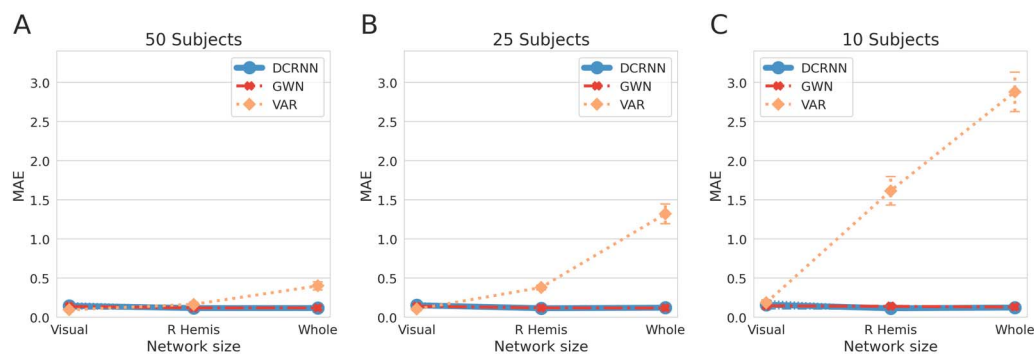 A
50 Subjects
DCRNN
GWN
VAR
MAE
3.0
2.5
2.0
1.5
1.0
0.5
0.0
Visual
R Hemis
Whole
Network size
B
25 Subjects
DCRNN
GWN
VAR
MAE
3.0
2.5
2.0
1.5
1.0
0.5
0.0
Visual
R Hemis
Whole
Network size
C
10 Subjects
DCRNN
GWN
VAR
MAE
3.0
2.5
2.0
1.5
1.0
0.5
0.0
Visual
R Hemis
Whole
Network size